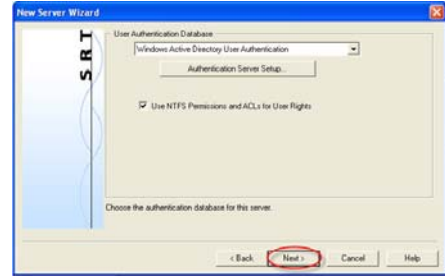 New Server Wizard
SRT
User Authentication Database
Windows Active Directory User Authentication
Authentication Server Setup...
Use NTFS Permissions and ACLs for User Rights
Choose the authentication database for this server.
< Back
Next >
Cancel
Help